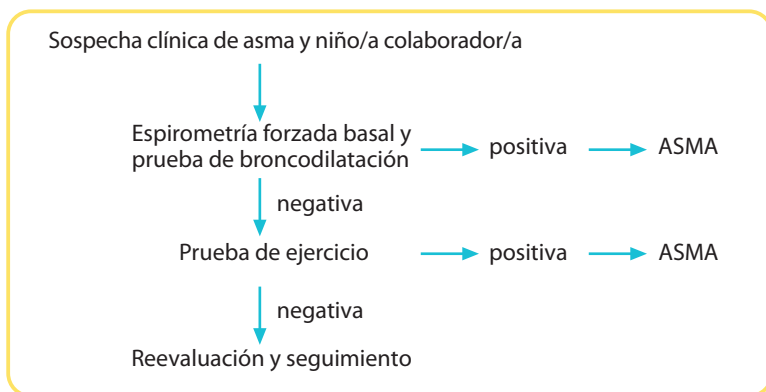 Sospecha clínica de asma y niño/a colaborador/a
Espirometría forzada basal y
prueba de broncodilatación
positiva
ASMA
negativa
Prueba de ejercicio
positiva
ASMA
negativa
Reevaluación y seguimiento